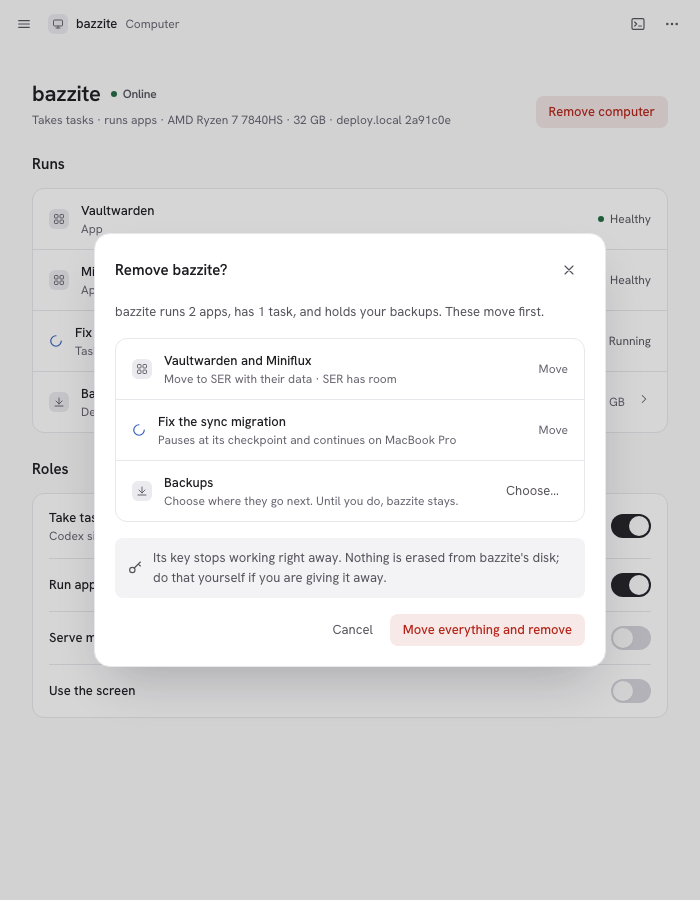 bazzite Computer
bazzite Online
Takes tasks · runs apps · AMD Ryzen 7 7840HS · 32 GB · deploy.local 2a91c0e
Remove computer
Runs
Vaultwarden
App
Healthy
Healthy
Fix
Running
GB
Remove bazzite?
bazzite runs 2 apps, has 1 task, and holds your backups. These move first.
Vaultwarden and Miniflux
Move to SER with their data · SER has room
Move
Fix the sync migration
Pauses at its checkpoint and continues on MacBook Pro
Move
Backups
Choose where they go next. Until you do, bazzite stays.
Choose...
Its key stops working right away. Nothing is erased from bazzite's disk;
do that yourself if you are giving it away.
Cancel
Move everything and remove
Roles
Take
Codex
Run
Serve
Use the screen